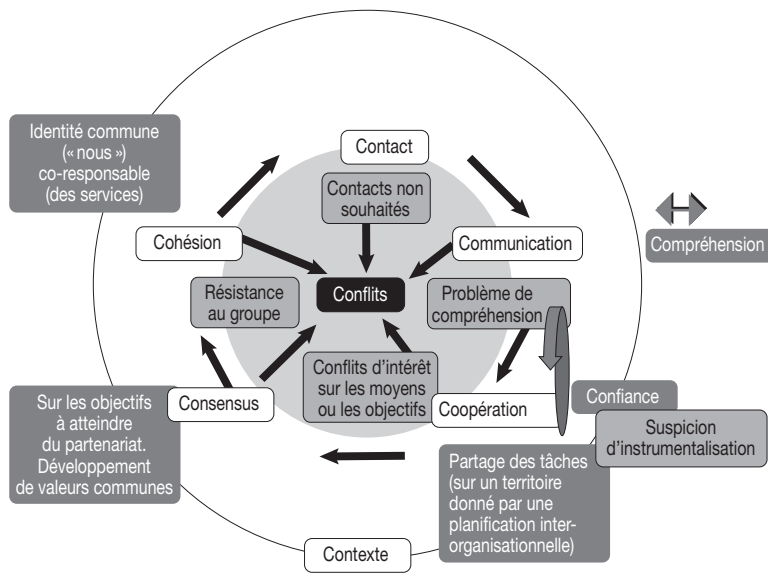 Identité commune
(« nous »)
co-responsable
(des services)
Contact
Contacts non
souhaités
Cohésion
Communication
Compréhension
Résistance
au groupe
Conflits
Problème de
compréhension
Conflits d’intérêt
sur les moyens
ou les objectifs
Sur les objectifs
à atteindre
du partenariat.
Développement
de valeurs communes
Consensus
Coopération
Confiance
Suspicion
d’instrumentalisation
Partage des tâches
(sur un territoire
donné par une
planification inter-
organisationnelle)
Contexte